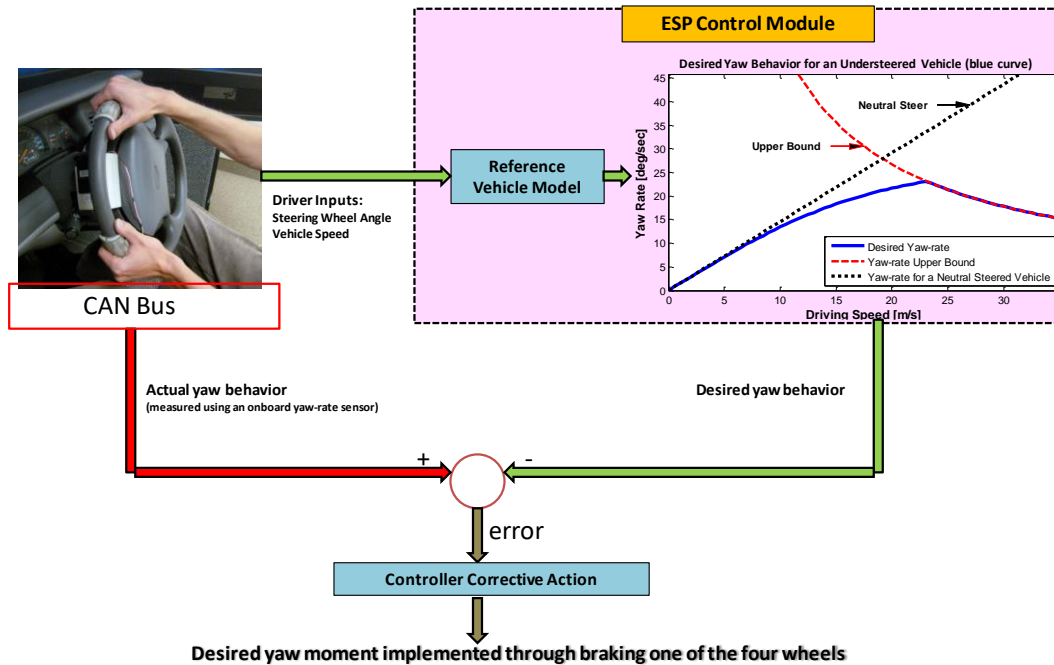 ESP Control Module
Desired Yaw Behavior for an Understeered Vehicle (blue curve)
45
40
35
30
25
20
15
10
5
0
Yaw Rate [deg/sec]
Neutral Steer
Upper Bound
Desired Yaw-rate
Yaw-rate Upper Bound
Yaw-rate for a Neutral Steered Vehicle
0
5
10
15
20
25
30
Driving Speed [m/s]
Reference
Vehicle Model
Driver Inputs:
Steering Wheel Angle
Vehicle Speed
CAN Bus
Actual yaw behavior
(measured using an onboard yaw-rate sensor)
Desired yaw behavior
+
-
error
Controller Corrective Action
Desired yaw moment implemented through braking one of the four wheels